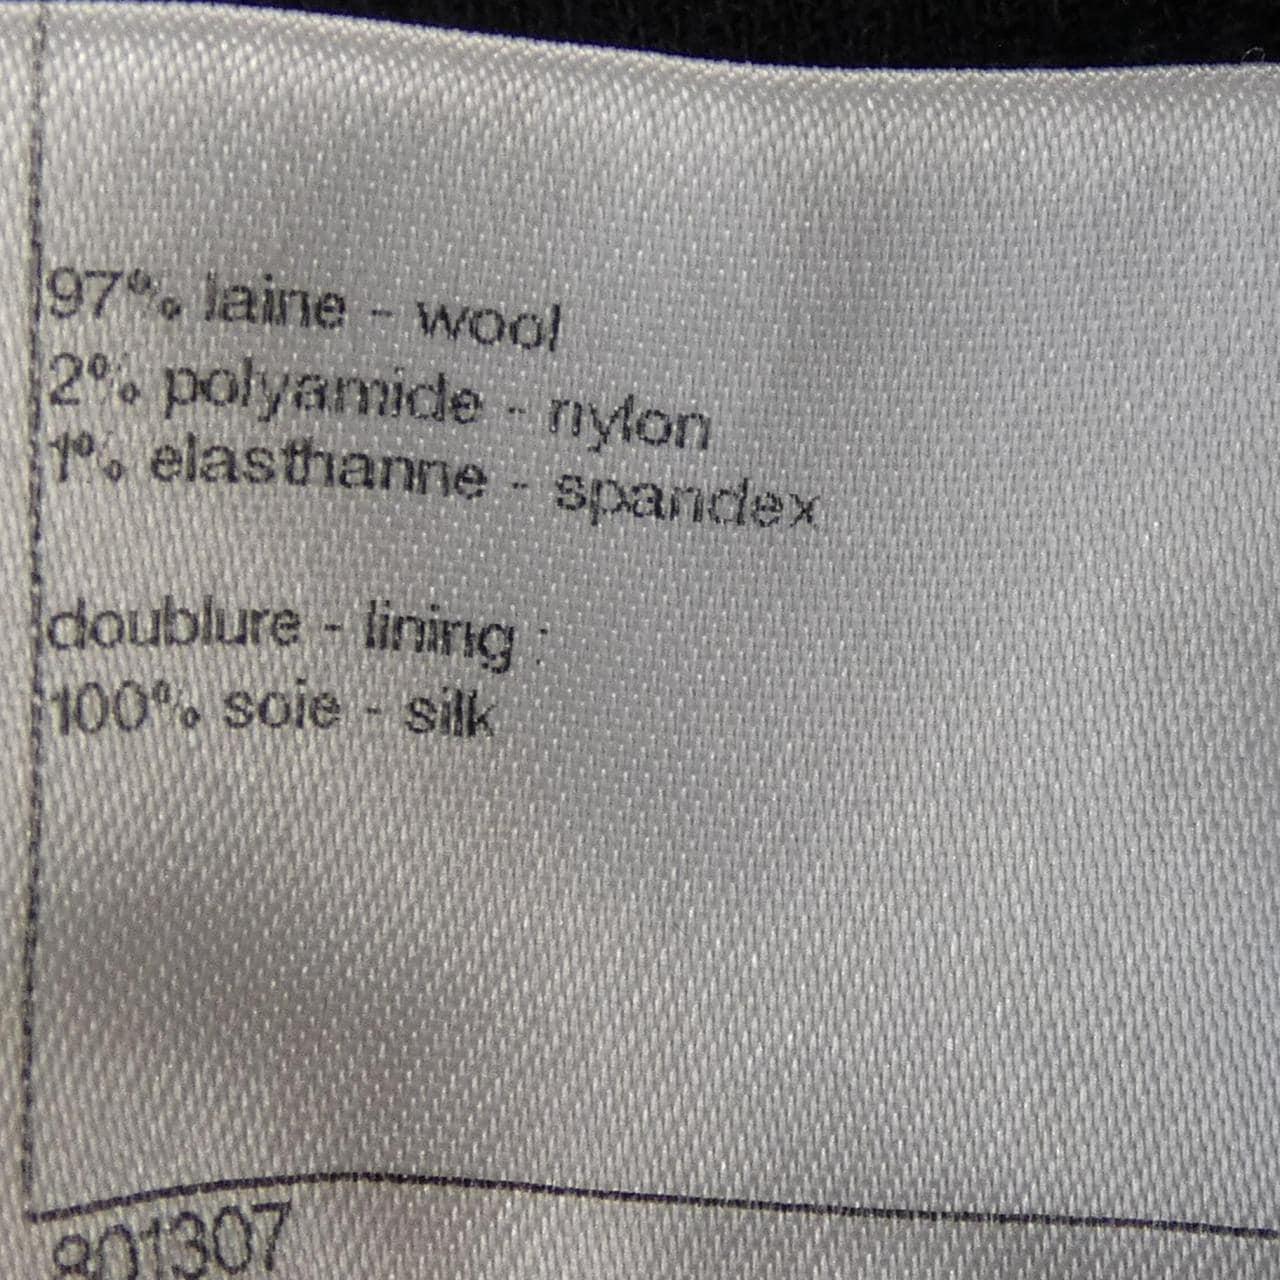 97% laine - wool
2% polyamide - nylon
1% elasthanne - spandex
doublure - lining :
100% soie - silk
801307